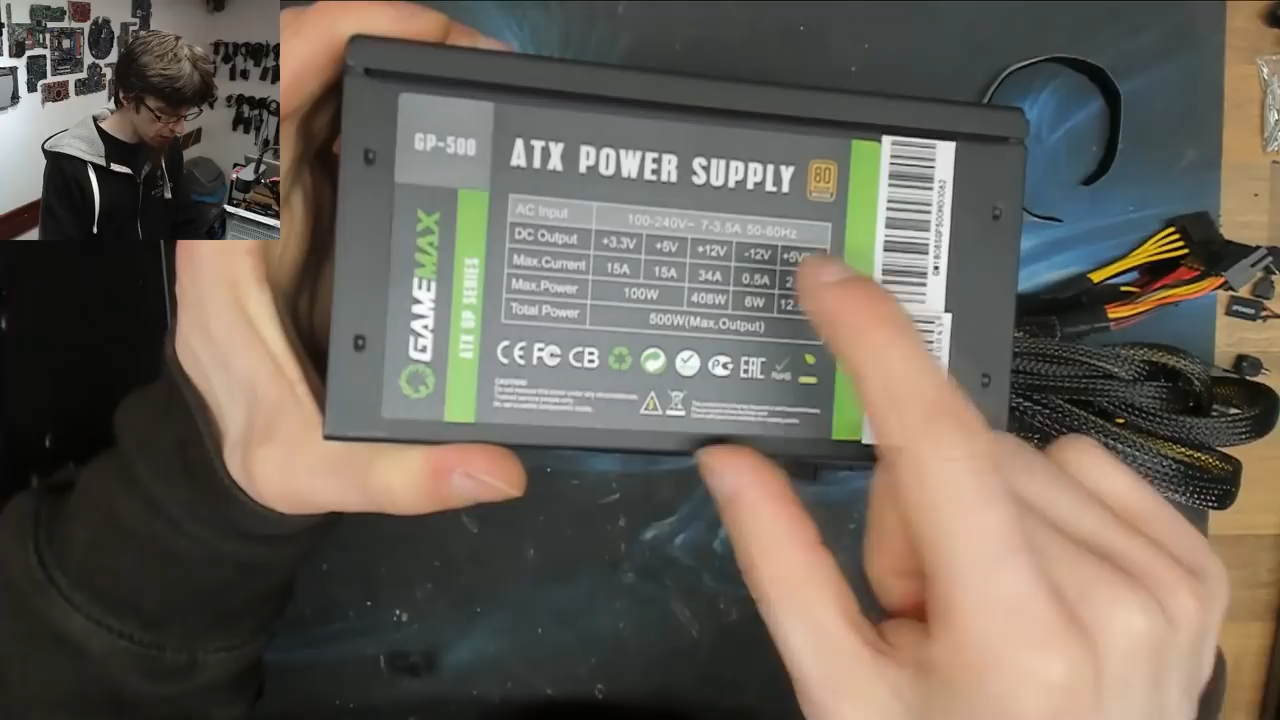 GP-500
ATX POWER SUPPLY
80
GAMEMAX
ATX GP SERIES
AC Input 100-240V~ 7-3.5A 50-60Hz
DC Output +3.3V +5V +12V -12V
Max.Current 15A 15A 34A 0.5A
Max.Power 100W 408W 6W
Total Power 500W(Max.Output)
CE FC CB EAC RoHS
CAUTION: